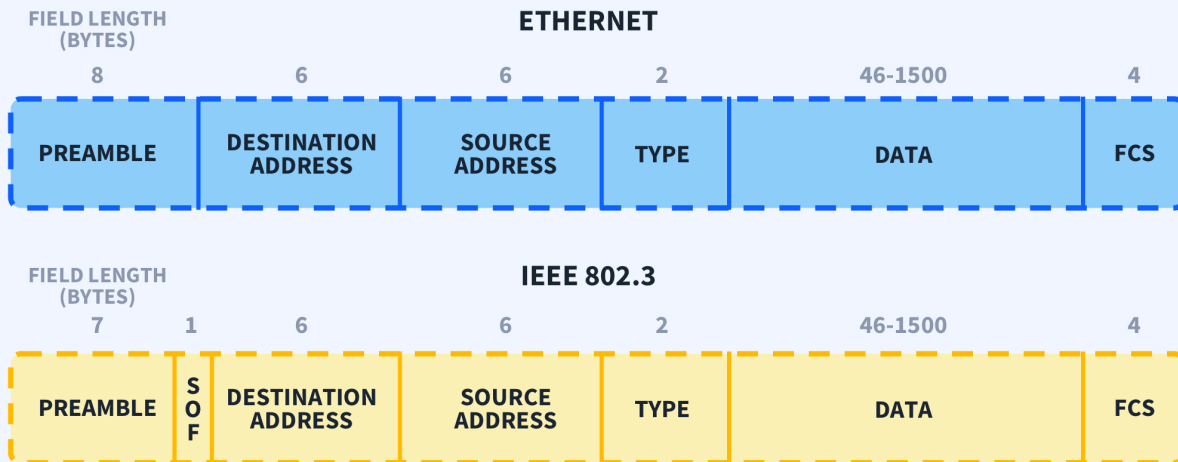 FIELD LENGTH
(BYTES)
ETHERNET
8 6 6 2 46-1500 4
PREAMBLE
DESTINATION
ADDRESS
SOURCE
ADDRESS
TYPE
DATA
FCS
FIELD LENGTH
(BYTES)
IEEE 802.3
7 1 6 6 2 46-1500 4
PREAMBLE
S
O
F
DESTINATION
ADDRESS
SOURCE
ADDRESS
TYPE
DATA
FCS